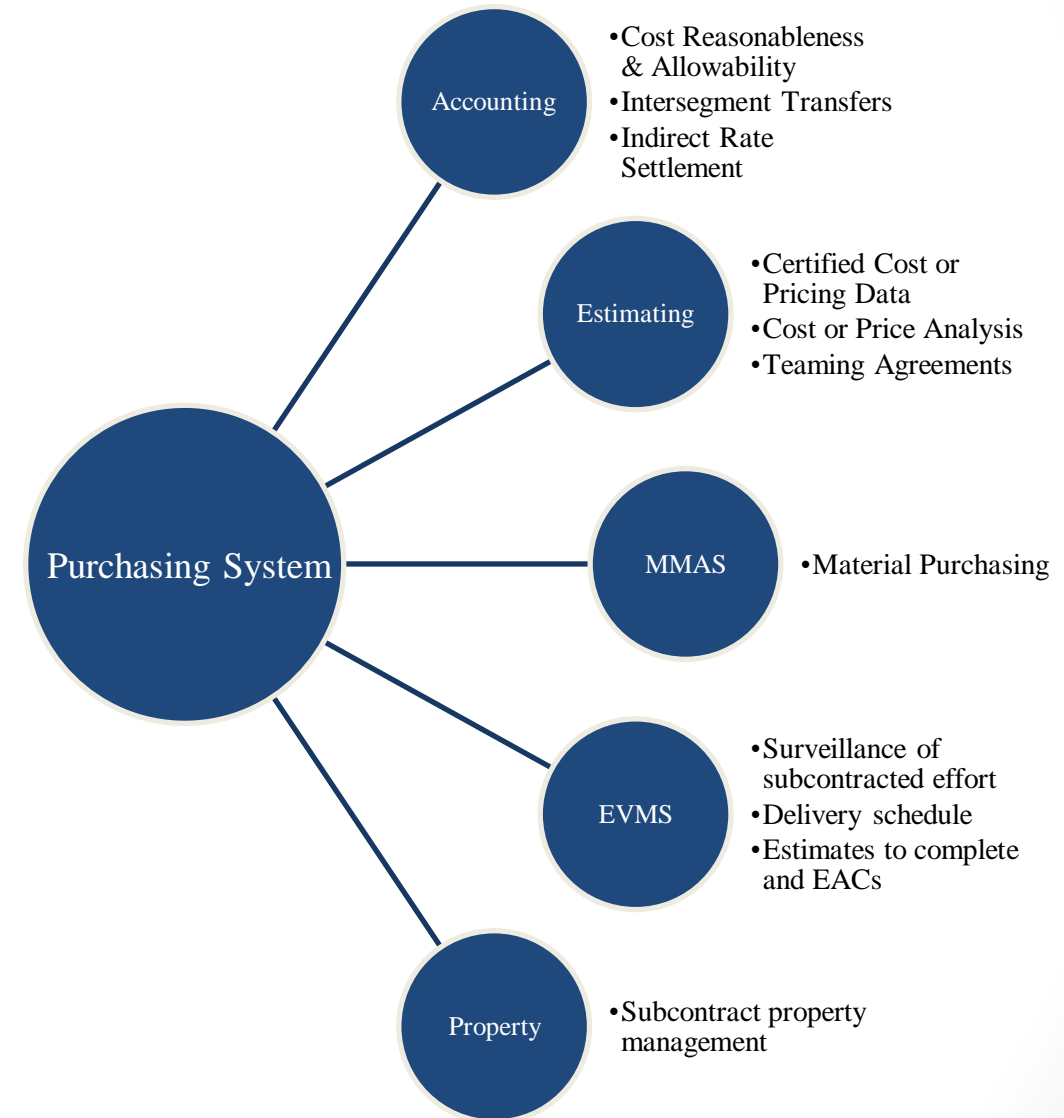 Purchasing System
Accounting
•Cost Reasonableness
& Allowability
•Intersegment Transfers
•Indirect Rate
Settlement
Estimating
•Certified Cost or
Pricing Data
•Cost or Price Analysis
•Teaming Agreements
MMAS
•Material Purchasing
EVMS
•Surveillance of
subcontracted effort
•Delivery schedule
•Estimates to complete
and EACs
Property
•Subcontract property
management